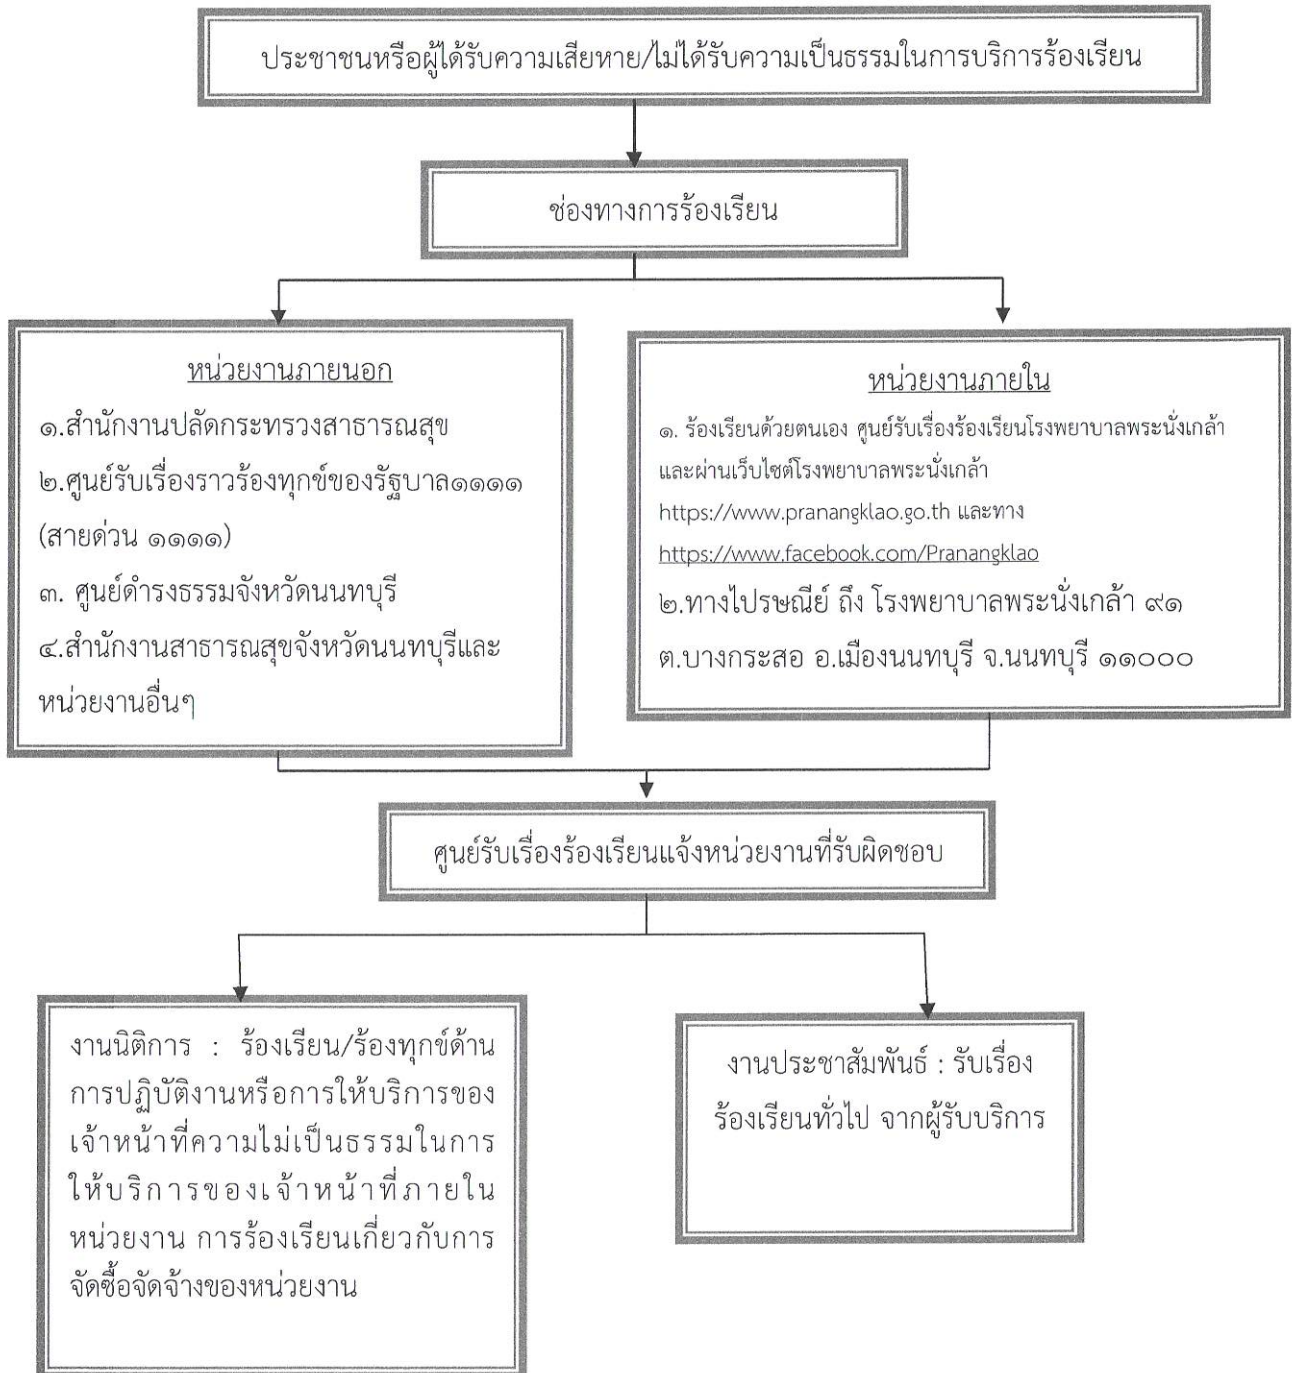 ประชาชนหรือผู้ได้รับความเสียหาย/ไม่ได้รับความเป็นธรรมในการบริการร้องเรียน
ช่องทางการร้องเรียน
หน่วยงานภายนอก
๑.สำนักงานปลัดกระทรวงสาธารณสุข
๒.ศูนย์รับเรื่องราวร้องทุกข์ของรัฐบาล๑๑๑๑
(สายด่วน ๑๑๑๑)
๓. ศูนย์ดำรงธรรมจังหวัดนนทบุรี
๔.สำนักงานสาธารณสุขจังหวัดนนทบุรีและ
หน่วยงานอื่นๆ
หน่วยงานภายใน
๑. ร้องเรียนด้วยตนเอง ศูนย์รับเรื่องร้องเรียนโรงพยาบาลพระนั่งเกล้า
และผ่านเว็บไซต์โรงพยาบาลพระนั่งเกล้า
https://www.pranangklao.go.th และทาง
https://www.facebook.com/Pranangklao
๒.ทางไปรษณีย์ ถึง โรงพยาบาลพระนั่งเกล้า ๙๑
ต.บางกระสอ อ.เมืองนนทบุรี จ.นนทบุรี ๑๑๐๐๐
ศูนย์รับเรื่องร้องเรียนแจ้งหน่วยงานที่รับผิดชอบ
งานนิติการ : ร้องเรียน/ร้องทุกข์ด้าน
การปฏิบัติงานหรือการให้บริการของ
เจ้าหน้าที่ความไม่เป็นธรรมในการ
ให้บริการของเจ้าหน้าที่ภายใน
หน่วยงาน การร้องเรียนเกี่ยวกับการ
จัดซื้อจัดจ้างของหน่วยงาน
งานประชาสัมพันธ์ : รับเรื่อง
ร้องเรียนทั่วไป จากผู้รับบริการ